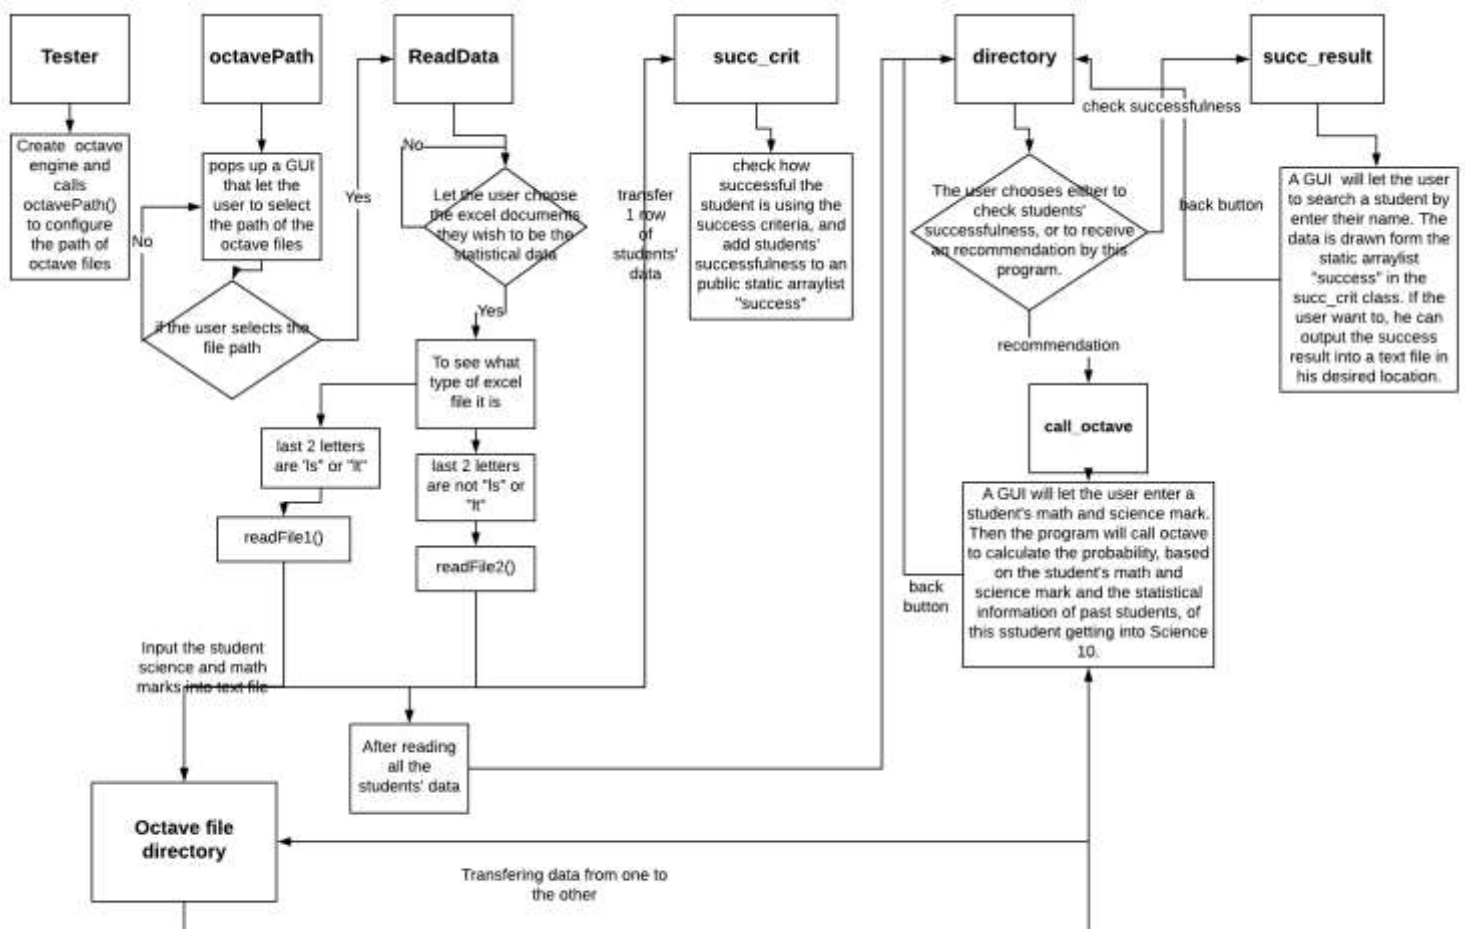 Tester
Create octave
engine and
calls
octavePath()
to configure
the path of
octave files
octavePath
pops up a GUI
that let the
user to select
the path of the
octave files
No
if the user selects the
file path
Yes
ReadData
No
Let the user choose
the excel documents
they wish to be the
statistical data
Yes
To see what
type of excel
file it is
last 2 letters
are 'ls" or "lt"
readFile1()
last 2 letters
are not "ls" or
"lt"
readFile2()
transfer
1 row
of
students'
data
succ_crit
check how
successful the
student is using the
success criteria, and
add students'
successfulness to an
public static arraylist
"success"
directory
The user chooses either to
check students'
successfulness, or to receive
an recommendation by this
program.
check successfulness
back button
succ_result
A GUI will let the user
to search a student by
enter their name. The
data is drawn form the
static arraylist
"success" in the
succ_crit class. If the
user want to, he can
output the success
result into a text file in
his desired location.
recommendation
call_octave
A GUI will let the user enter a
student's math and science mark.
Then the program will call octave
to calculate the probability, based
on the student's math and
science mark and the statistical
information of past students, of
this sstudent getting into Science
10.
back
button
Input the student
science and math
marks into text file
After reading
all the
students' data
Octave file
directory
Transfering data from one to
the other